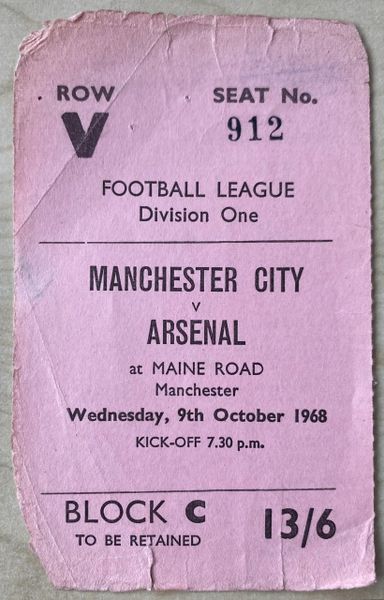 ROW SEAT No.
V 912
FOOTBALL LEAGUE
Division One
MANCHESTER CITY
v
ARSENAL
at MAINE ROAD
Manchester
Wednesday, 9th October 1968
KICK-OFF 7.30 p.m.
BLOCK C 13/6
TO BE RETAINED